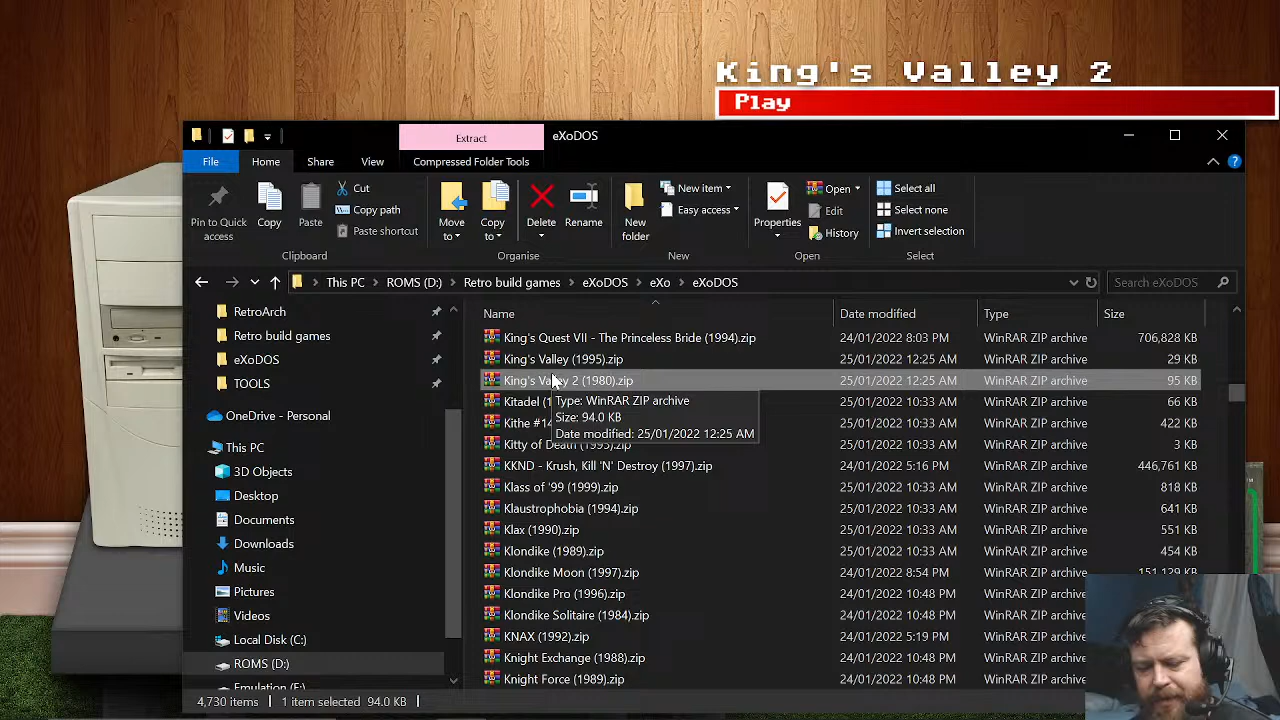 King's Valley 2
Play
Extract
eXoDOS
File
Home
Share
View
Compressed Folder Tools
Pin to Quick access
Copy
Paste
Cut
Copy path
Paste shortcut
Clipboard
Move to
Copy to
Delete
Rename
Organise
New folder
New item
Easy access
New
Properties
Open
Edit
History
Open
Select all
Select none
Invert selection
Select
This PC > ROMS (D:) > Retro build games > eXoDOS > eXo > eXoDOS
Search eXoDOS
RetroArch
Retro build games
eXoDOS
TOOLS
OneDrive - Personal
This PC
3D Objects
Desktop
Documents
Downloads
Music
Pictures
Videos
Local Disk (C:)
ROMS (D:)
Emulation (E:)
Name Date modified Type Size
King's Quest VII - The Princeless Bride (1994).zip 24/01/2022 8:03 PM WinRAR ZIP archive 706,828 KB
King's Valley (1995).zip 25/01/2022 12:25 AM WinRAR ZIP archive 29 KB
King's Valley 2 (1980).zip 25/01/2022 12:25 AM WinRAR ZIP archive 95 KB
Kitadel (1 25/01/2022 10:33 AM WinRAR ZIP archive 66 KB
Kithe #14 25/01/2022 10:33 AM WinRAR ZIP archive 422 KB
Kitty of Death (1995).zip 25/01/2022 10:33 AM WinRAR ZIP archive 3 KB
Type: WinRAR ZIP archive
Size: 94.0 KB
Date modified: 25/01/2022 12:25 AM
KKND - Krush, Kill 'N' Destroy (1997).zip 24/01/2022 5:16 PM WinRAR ZIP archive 446,761 KB
Klass of '99 (1999).zip 25/01/2022 10:33 AM WinRAR ZIP archive 818 KB
Klaustrophobia (1994).zip 25/01/2022 10:33 AM WinRAR ZIP archive 641 KB
Klax (1990).zip 25/01/2022 10:33 AM WinRAR ZIP archive 551 KB
Klondike (1989).zip 25/01/2022 10:33 AM WinRAR ZIP archive 454 KB
Klondike Moon (1997).zip 24/01/2022 8:54 PM WinRAR ZIP archive 151,129 KB
Klondike Pro (1996).zip 24/01/2022 10:48 PM WinRAR ZIP archive
Klondike Solitaire (1984).zip 24/01/2022 10:48 PM WinRAR ZIP archive
KNAX (1992).zip 24/01/2022 5:19 PM WinRAR ZIP archive
Knight Exchange (1988).zip 24/01/2022 10:48 PM WinRAR ZIP archive
Knight Force (1989).zip 24/01/2022 10:48 PM WinRAR ZIP archive
4,730 items 1 item selected 94.0 KB